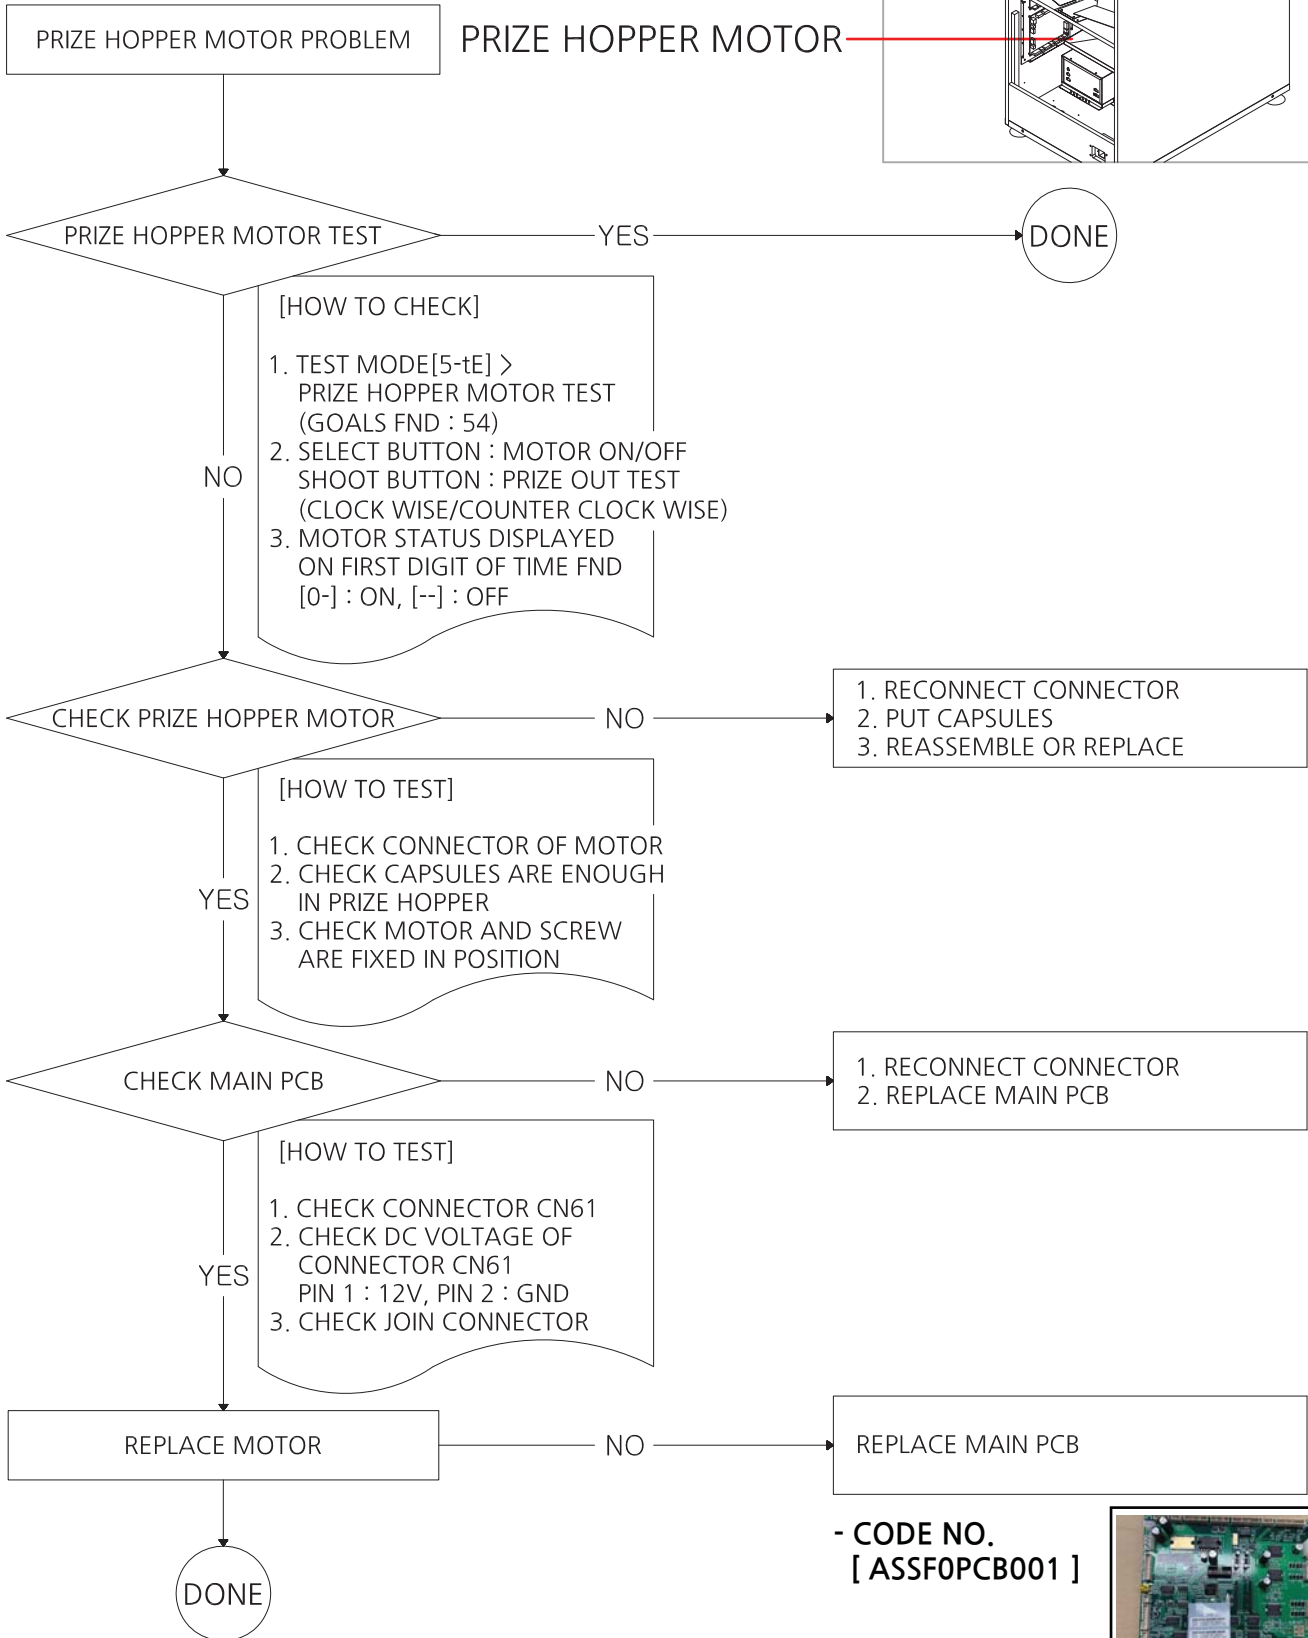 PRIZE HOPPER MOTOR PROBLEM
PRIZE HOPPER MOTOR
PRIZE HOPPER MOTOR TEST
YES
DONE
[HOW TO CHECK]
1. TEST MODE[5-tE] >
PRIZE HOPPER MOTOR TEST
(GOALS FND : 54)
2. SELECT BUTTON : MOTOR ON/OFF
SHOOT BUTTON : PRIZE OUT TEST
(CLOCK WISE/COUNTER CLOCK WISE)
3. MOTOR STATUS DISPLAYED
ON FIRST DIGIT OF TIME FND
[0-] : ON, [--] : OFF
NO
CHECK PRIZE HOPPER MOTOR
NO
1. RECONNECT CONNECTOR
2. PUT CAPSULES
3. REASSEMBLE OR REPLACE
[HOW TO TEST]
1. CHECK CONNECTOR OF MOTOR
2. CHECK CAPSULES ARE ENOUGH
IN PRIZE HOPPER
3. CHECK MOTOR AND SCREW
ARE FIXED IN POSITION
YES
CHECK MAIN PCB
NO
1. RECONNECT CONNECTOR
2. REPLACE MAIN PCB
[HOW TO TEST]
1. CHECK CONNECTOR CN61
2. CHECK DC VOLTAGE OF
CONNECTOR CN61
PIN 1 : 12V, PIN 2 : GND
3. CHECK JOIN CONNECTOR
YES
REPLACE MOTOR
NO
REPLACE MAIN PCB
- CODE NO.
[ ASSF0PCB001 ]
DONE